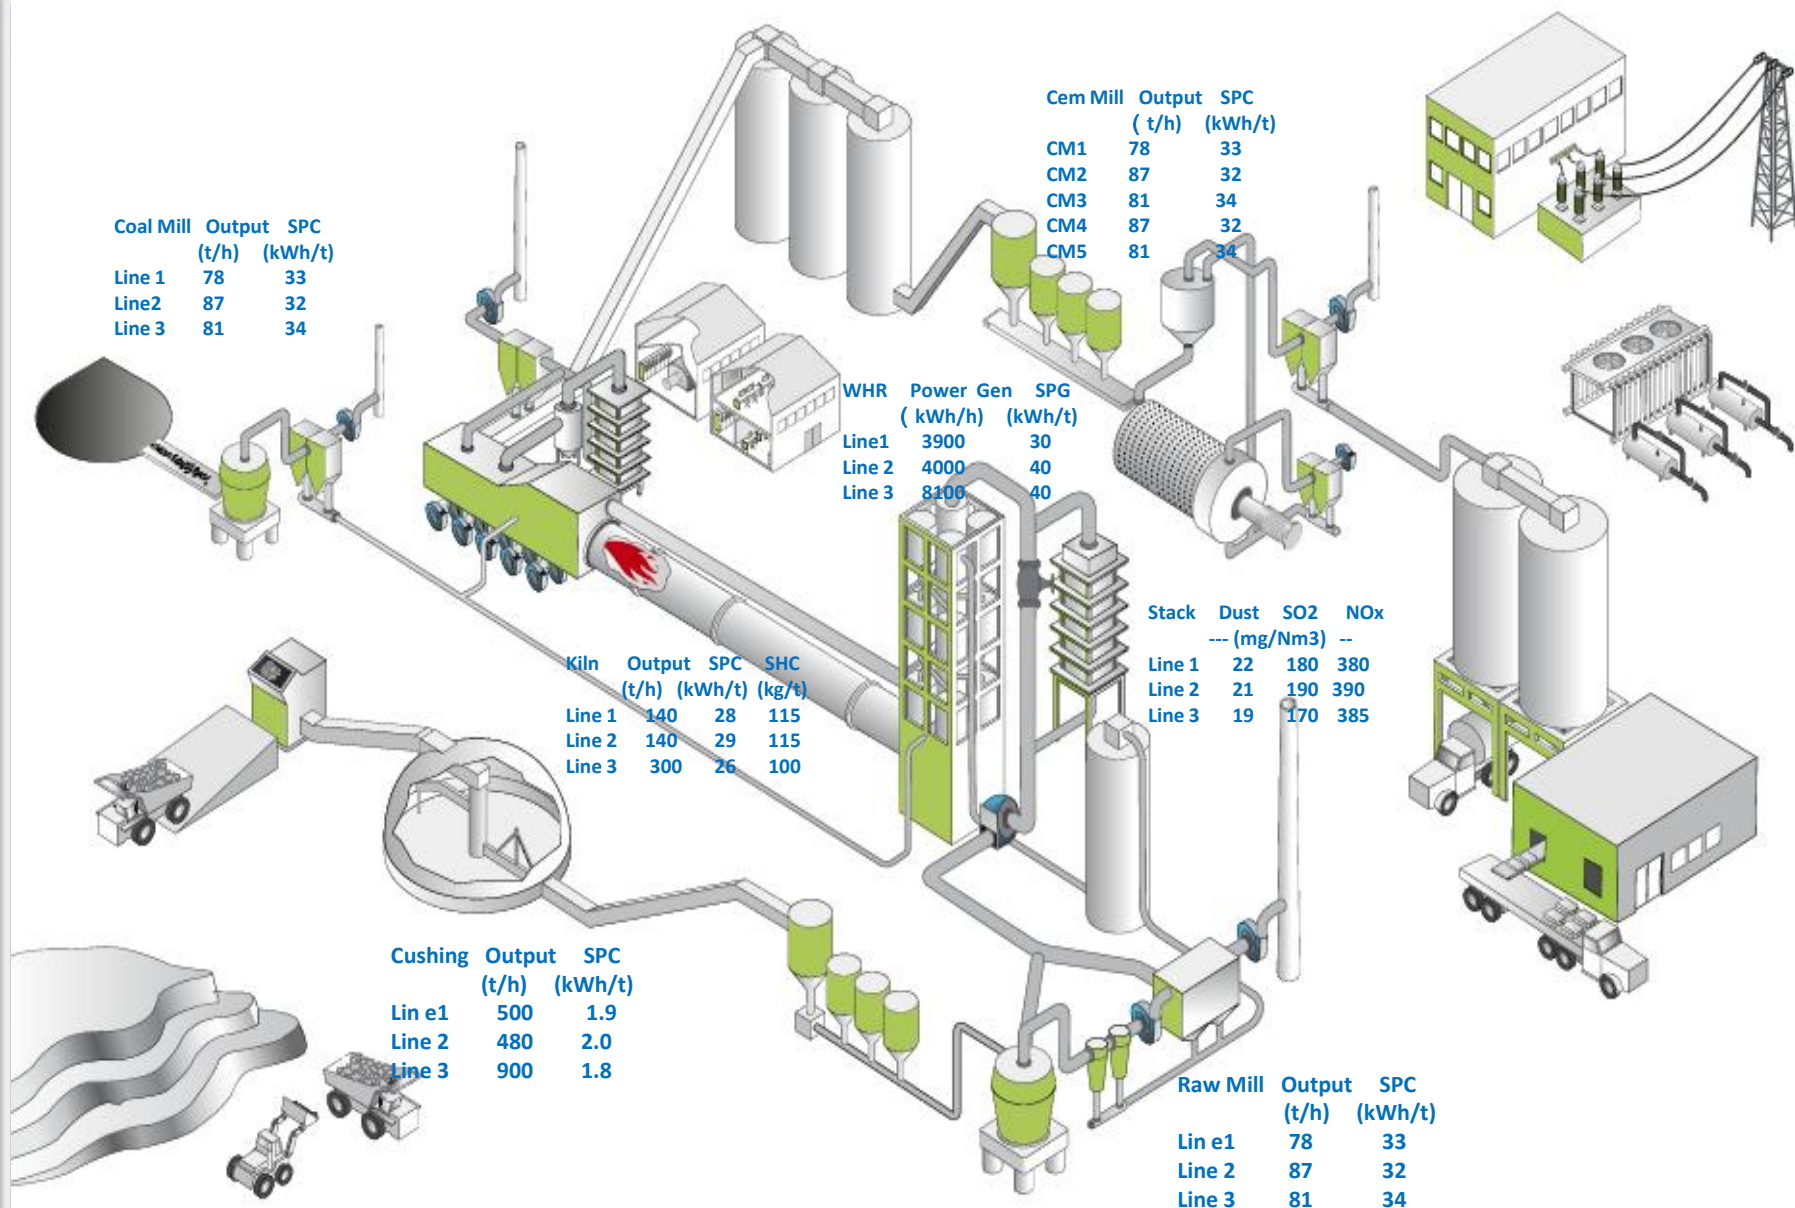 Cem Mill Output SPC
( t/h) (kWh/t)
CM1 78 33
CM2 87 32
CM3 81 34
CM4 87 32
CM5 81 34
Coal Mill Output SPC
(t/h) (kWh/t)
Line 1 78 33
Line2 87 32
Line 3 81 34
WHR Power Gen SPG
( kWh/h) (kWh/t)
Line1 3900 30
Line 2 4000 40
Line 3 8100 40
Stack Dust SO2 NOx
--- (mg/Nm3) --
Line 1 22 180 380
Line 2 21 190 390
Line 3 19 170 385
Kiln Output SPC SHC
(t/h) (kWh/t) (kg/t)
Line 1 140 28 115
Line 2 140 29 115
Line 3 300 26 100
Cushing Output SPC
(t/h) (kWh/t)
Lin e1 500 1.9
Line 2 480 2.0
Line 3 900 1.8
Raw Mill Output SPC
(t/h) (kWh/t)
Lin e1 78 33
Line 2 87 32
Line 3 81 34